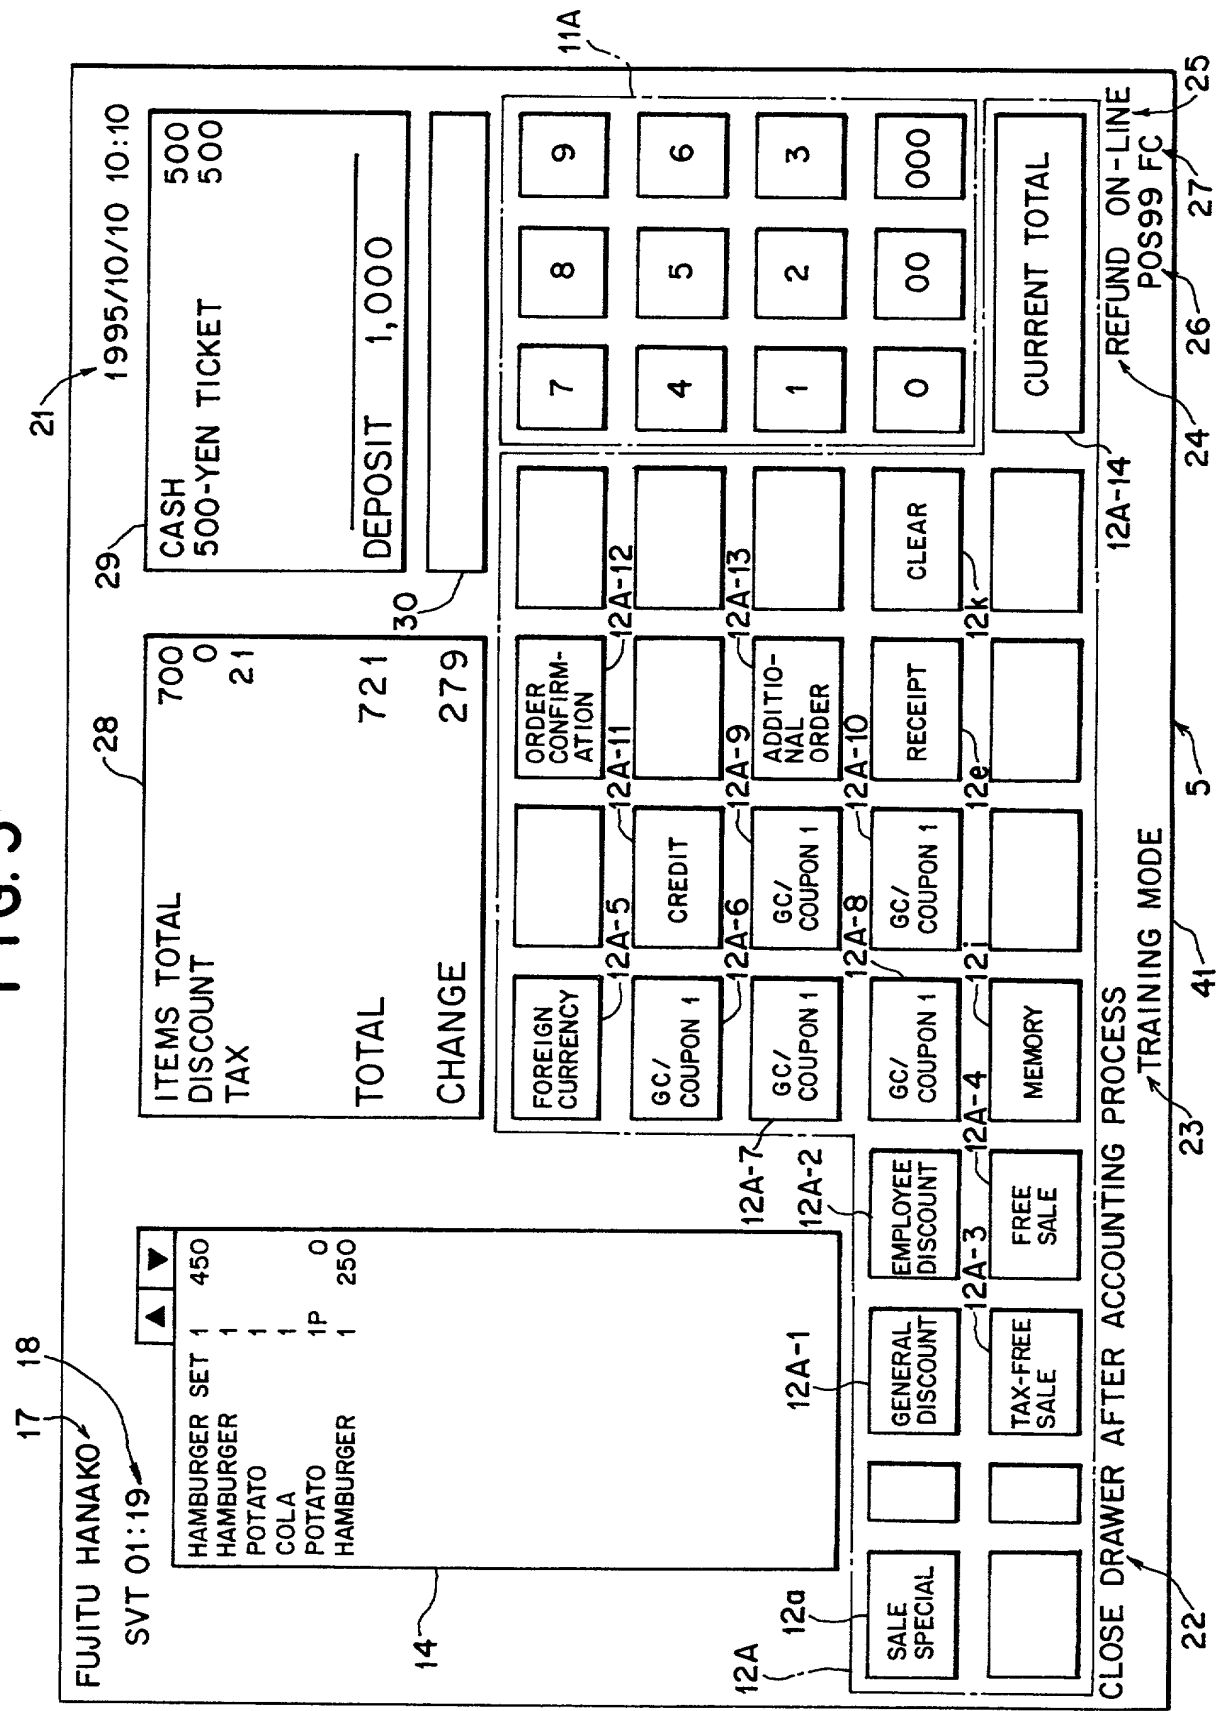 FIG. 5
FUJITU HANAKO
17
SVT 01:19
18
21
1995/10/10 10:10
HAMBURGER SET 1 450
HAMBURGER 1
POTATO 1
COLA 1
POTATO 1P 0
HAMBURGER 1 250
14
28
ITEMS TOTAL 700
DISCOUNT 0
TAX 21
TOTAL 721
CHANGE 279
29
CASH 500
500-YEN TICKET 500
DEPOSIT 1,000
30
11A
7 8 9
4 5 6
1 2 3
0 00 000
FOREIGN
CURRENCY
12A-5
ORDER
CONFIRM-
ATION
12A-12
GC/
COUPON 1
12A-6
CREDIT
12A-11
GC/
COUPON 1
12A-7
GC/
COUPON 1
12A-9
ADDITIO-
NAL
ORDER
12A-13
12A
SALE
SPECIAL
12a
GENERAL
DISCOUNT
12A-1
EMPLOYEE
DISCOUNT
12A-2
GC/
COUPON 1
12A-8
GC/
COUPON 1
12A-10
RECEIPT
12e
CLEAR
12k
TAX-FREE
SALE
12A-3
FREE
SALE
12A-4
MEMORY
12i
CURRENT TOTAL
12A-14
CLOSE DRAWER AFTER ACCOUNTING PROCESS
22
TRAINING MODE
23
REFUND ON-LINE
24
25
POS99 FC
26
27
41
5